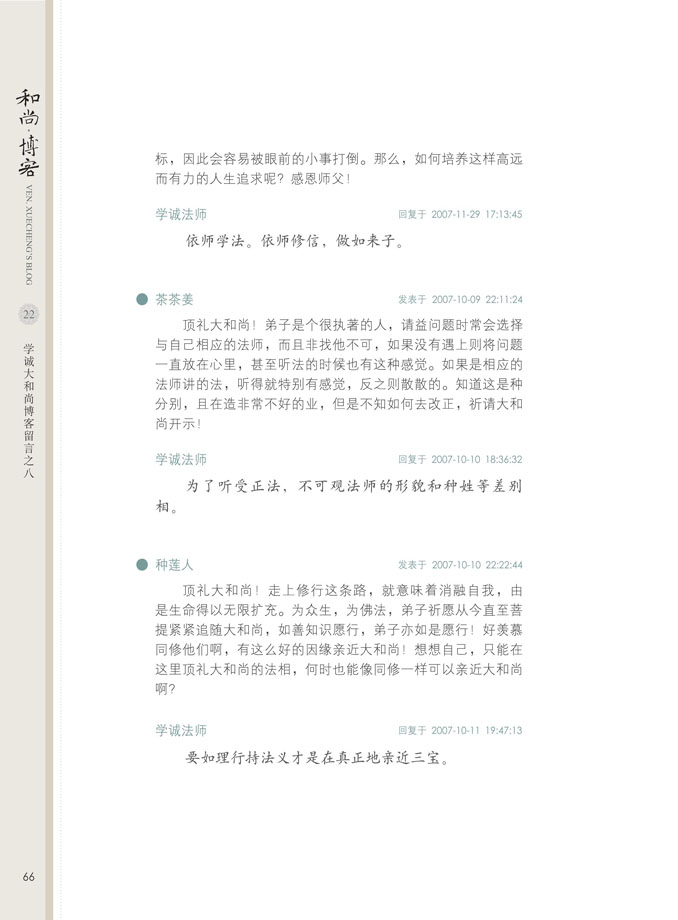 和尚·博客
VEN. XUECHENG'S BLOG
22
学诚大和尚博客留言之八
标，因此会容易被眼前的小事打倒。那么，如何培养这样高远
而有力的人生追求呢？感恩师父！
学诚法师 回复于 2007-11-29 17:13:45
依师学法。依师修信，做如来子。
茶茶姜 发表于 2007-10-09 22:11:24
顶礼大和尚！弟子是个很执著的人，请益问题时常会选择
与自己相应的法师，而且非找他不可，如果没有遇上则将问题
一直放在心里，甚至听法的时候也有这种感觉。如果是相应的
法师讲的法，听得就特别有感觉，反之则散散的。知道这是种
分别，且在造非常不好的业，但是不知如何去改正，祈请大和
尚开示！
学诚法师 回复于 2007-10-10 18:36:32
为了听受正法，不可观法师的形貌和种姓等差别
相。
种莲人 发表于 2007-10-10 22:22:44
顶礼大和尚！走上修行这条路，就意味着消融自我，由
是生命得以无限扩充。为众生，为佛法，弟子祈愿从今直至菩
提紧紧追随大和尚，如善知识愿行，弟子亦如是愿行！好羡慕
同修他们啊，有这么好的因缘亲近大和尚！想想自己，只能在
这里顶礼大和尚的法相，何时也能像同修一样可以亲近大和尚
啊？
学诚法师 回复于 2007-10-11 19:47:13
要如理行持法义才是在真正地亲近三宝。
66